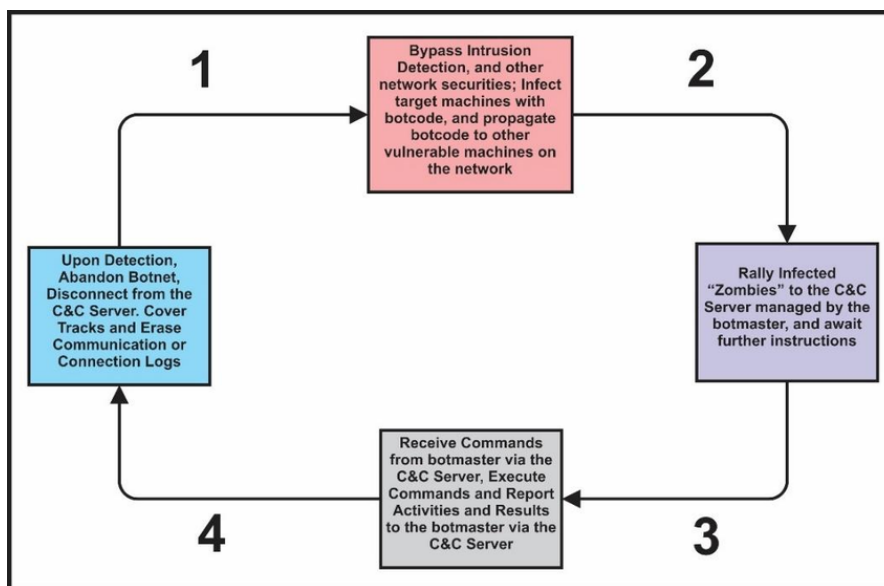 1
Bypass Intrusion
Detection, and other
network securities; Infect
target machines with
botcode, and propagate
botcode to other
vulnerable machines on
the network
2
Rally Infected
“Zombies” to the C&C
Server managed by the
botmaster, and await
further instructions
3
Receive Commands
from botmaster via the
C&C Server, Execute
Commands and Report
Activities and Results
to the botmaster via the
C&C Server
4
Upon Detection,
Abandon Botnet,
Disconnect from the
C&C Server. Cover
Tracks and Erase
Communication or
Connection Logs